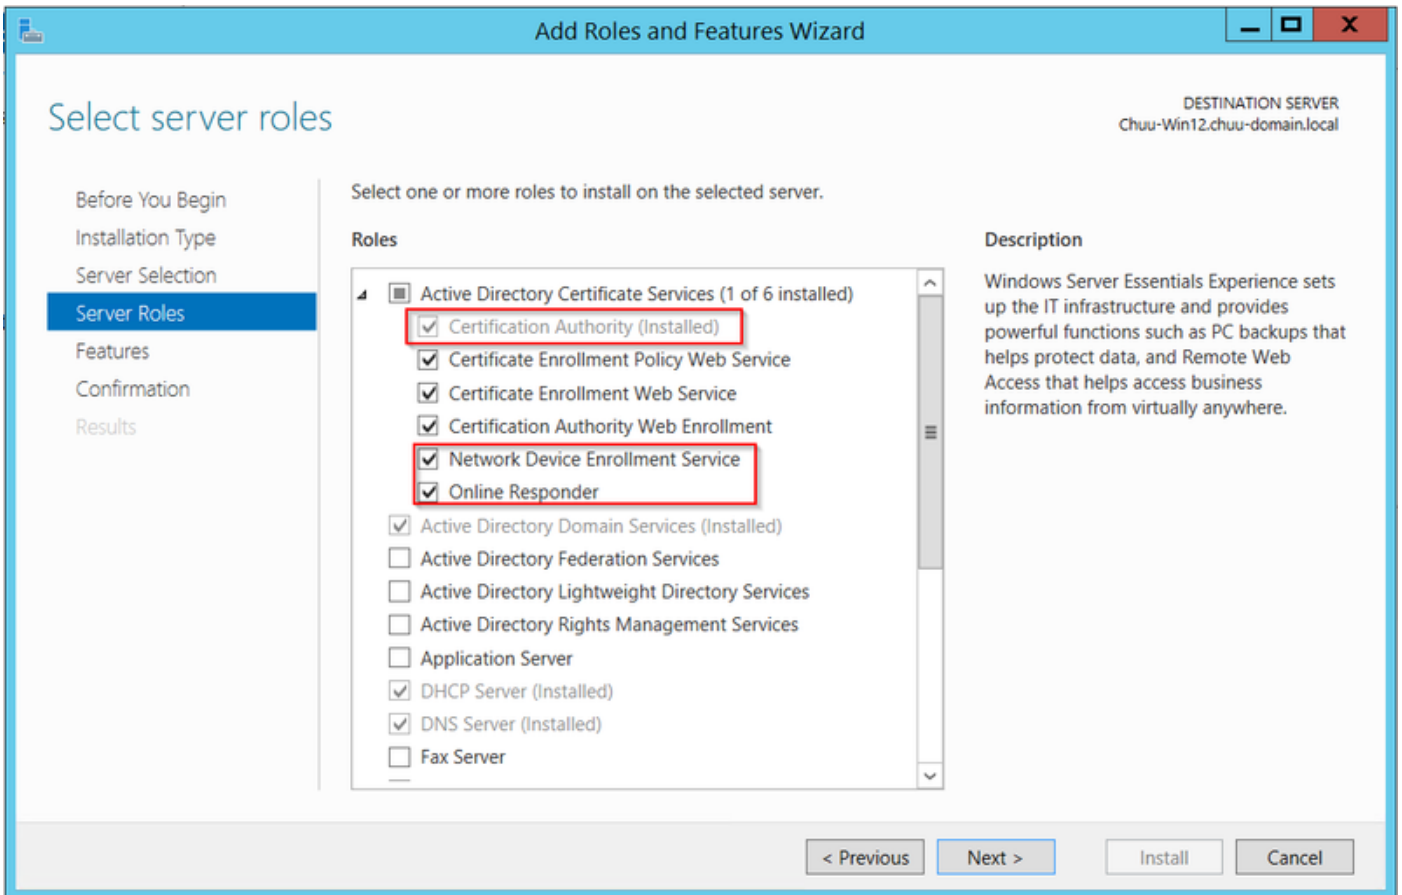 Add Roles and Features Wizard
X
Select server roles
DESTINATION SERVER
Chuu-Win12.chuu-domain.local
Before You Begin
Installation Type
Server Selection
Server Roles
Features
Confirmation
Results
Select one or more roles to install on the selected server.
Roles
Active Directory Certificate Services (1 of 6 installed)
Certification Authority (Installed)
Certificate Enrollment Policy Web Service
Certificate Enrollment Web Service
Certification Authority Web Enrollment
Network Device Enrollment Service
Online Responder
Active Directory Domain Services (Installed)
Active Directory Federation Services
Active Directory Lightweight Directory Services
Active Directory Rights Management Services
Application Server
DHCP Server (Installed)
DNS Server (Installed)
Fax Server
Description
Windows Server Essentials Experience sets
up the IT infrastructure and provides
powerful functions such as PC backups that
helps protect data, and Remote Web
Access that helps access business
information from virtually anywhere.
< Previous
Next >
Install
Cancel